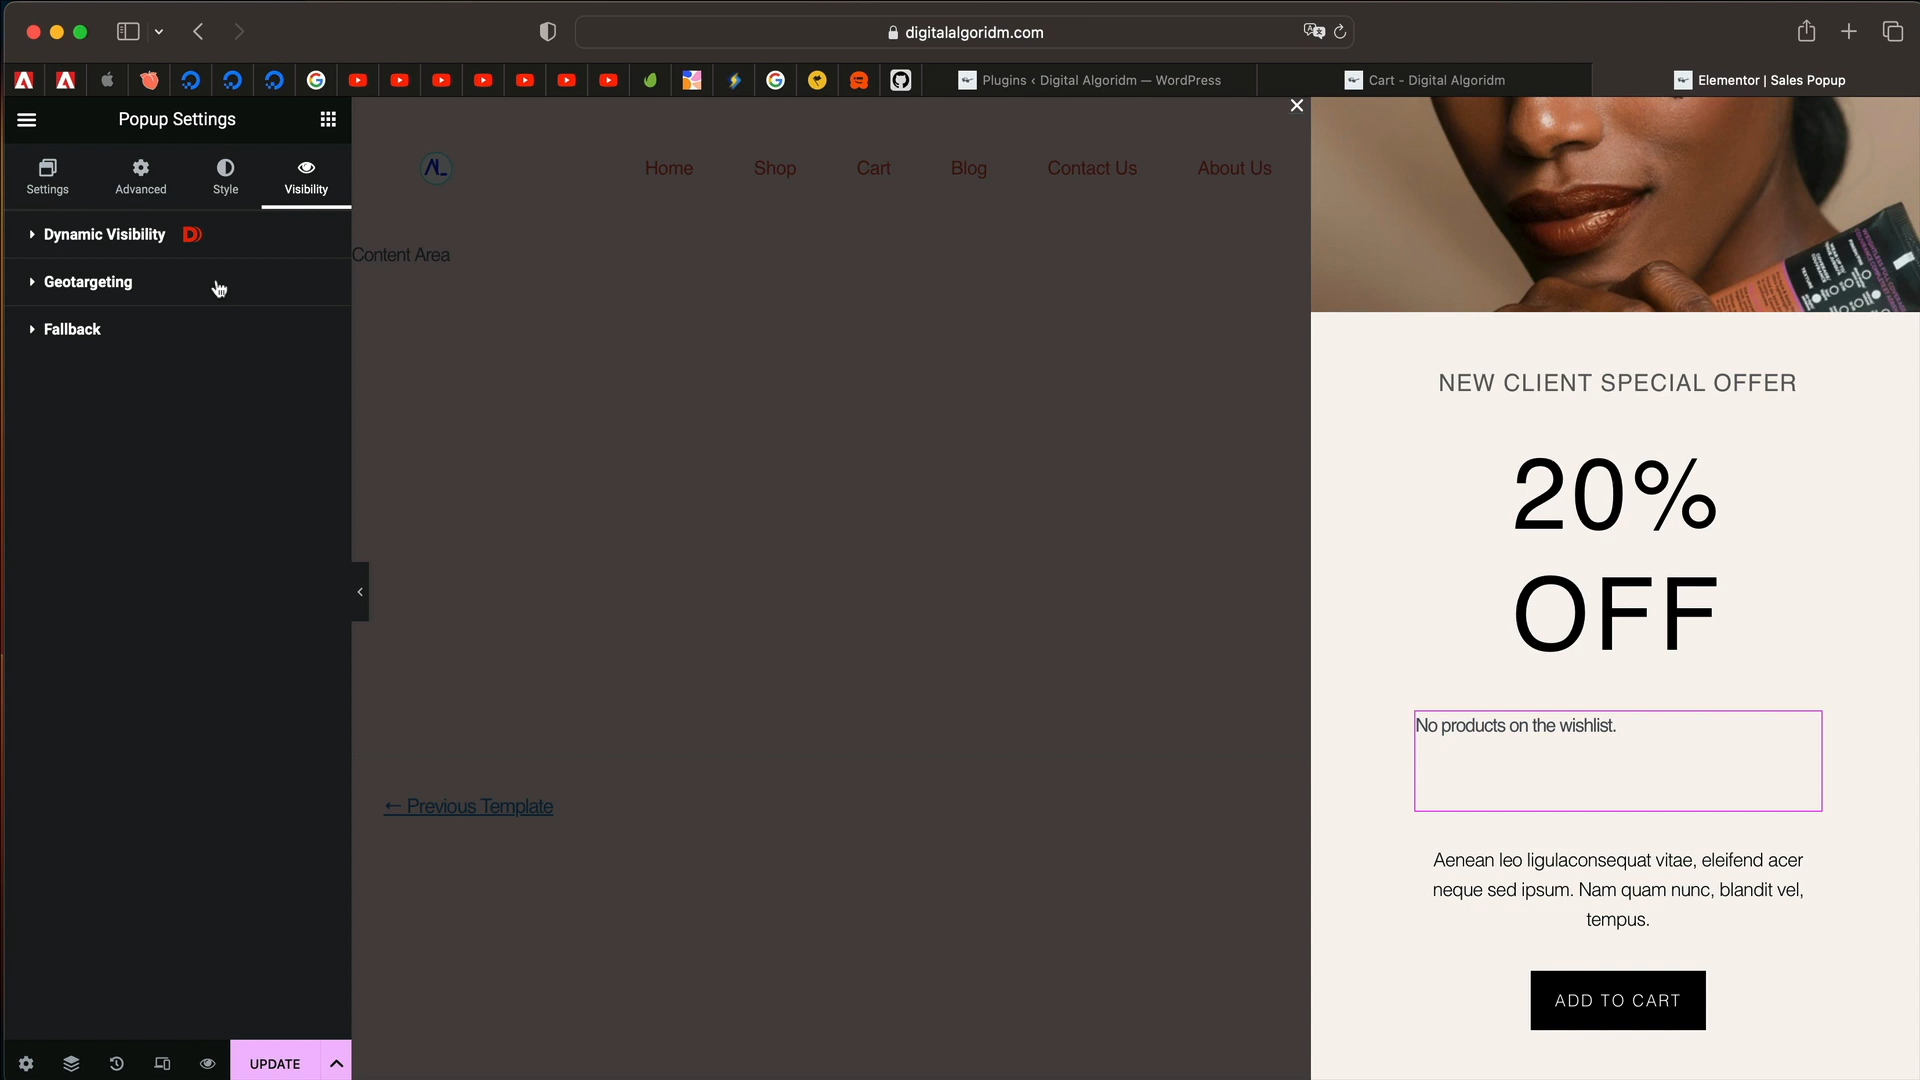 digitalalgoridm.com
Plugins ‹ Digital Algoridm — WordPress
Cart - Digital Algoridm
Elementor | Sales Popup
Popup Settings
Settings
Advanced
Style
Visibility
Dynamic Visibility
Geotargeting
Fallback
UPDATE
AL
Home
Shop
Cart
Blog
Contact Us
About Us
Content Area
← Previous Template
NEW CLIENT SPECIAL OFFER
20%
OFF
No products on the wishlist.
Aenean leo ligulaconsequat vitae, eleifend acer
neque sed ipsum. Nam quam nunc, blandit vel,
tempus.
ADD TO CART